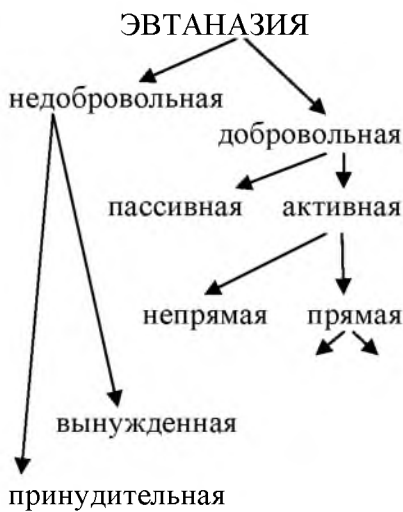 ЭВТАНАЗИЯ
недобровольная
добровольная
пассивная активная
непрямая прямая
вынужденная
принудительная